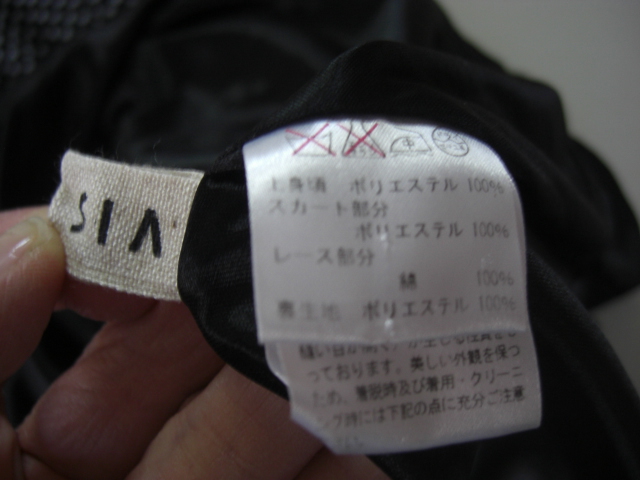 VIS
上身頃 ポリエステル 100%
スカート部分
ポリエステル 100%
レース部分
綿 100%
裏生地 ポリエステル 100%
っております。美しい外観を保つ
ため、着脱時及び着用・クリーニ
ング時には下記の点に充分ご注意